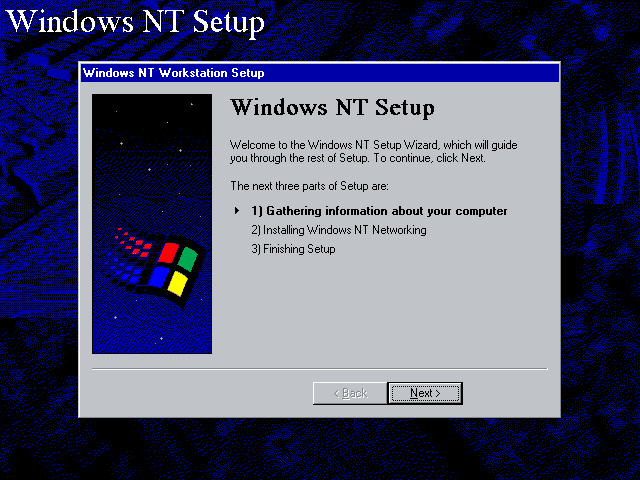 Windows NT Setup
Windows NT Workstation Setup
Windows NT Setup
Welcome to the Windows NT Setup Wizard, which will guide
you through the rest of Setup. To continue, click Next.
The next three parts of Setup are:
1) Gathering information about your computer
2) Installing Windows NT Networking
3) Finishing Setup
< Back
Next >